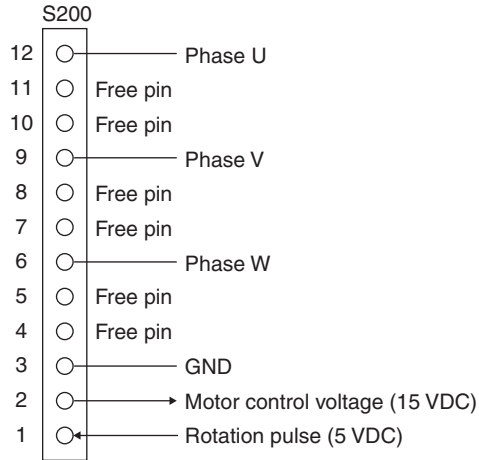 S200
12 Phase U
11 Free pin
10 Free pin
9 Phase V
8 Free pin
7 Free pin
6 Phase W
5 Free pin
4 Free pin
3 GND
2 Motor control voltage (15 VDC)
1 Rotation pulse (5 VDC)